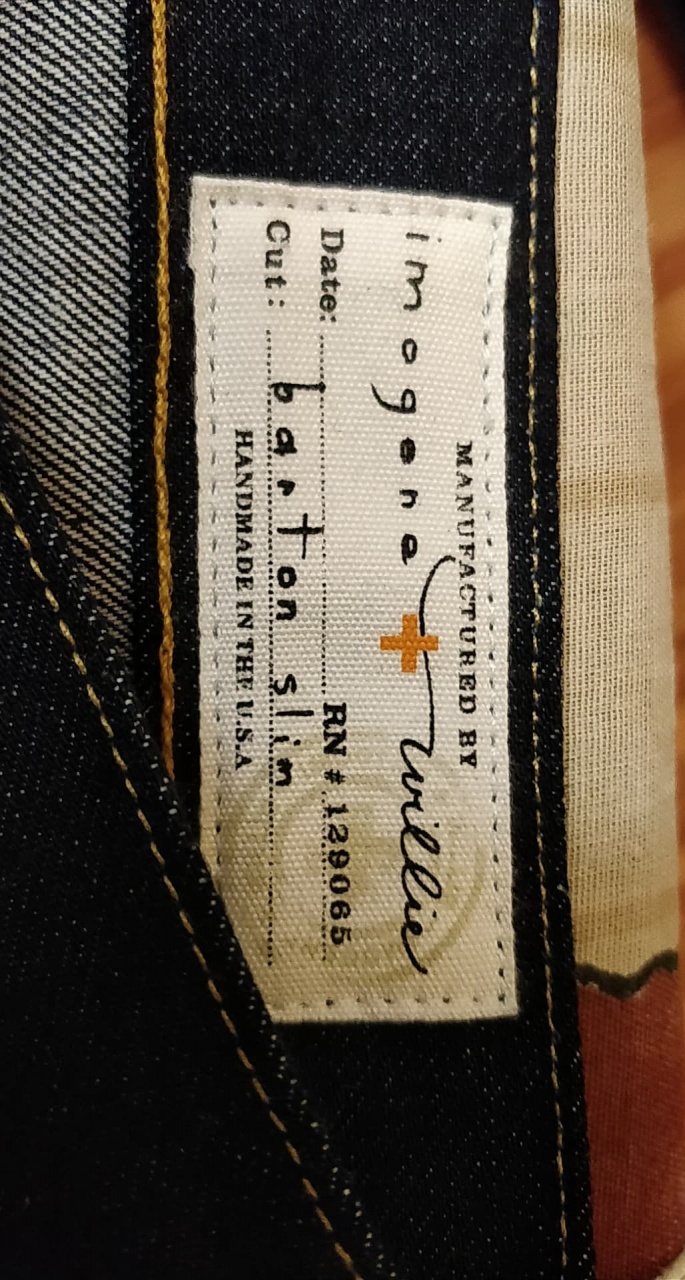 MANUFACTURED BY
imogene + willie
Date: RN # 129065
Cut: barton slim
HANDMADE IN THE U.S.A